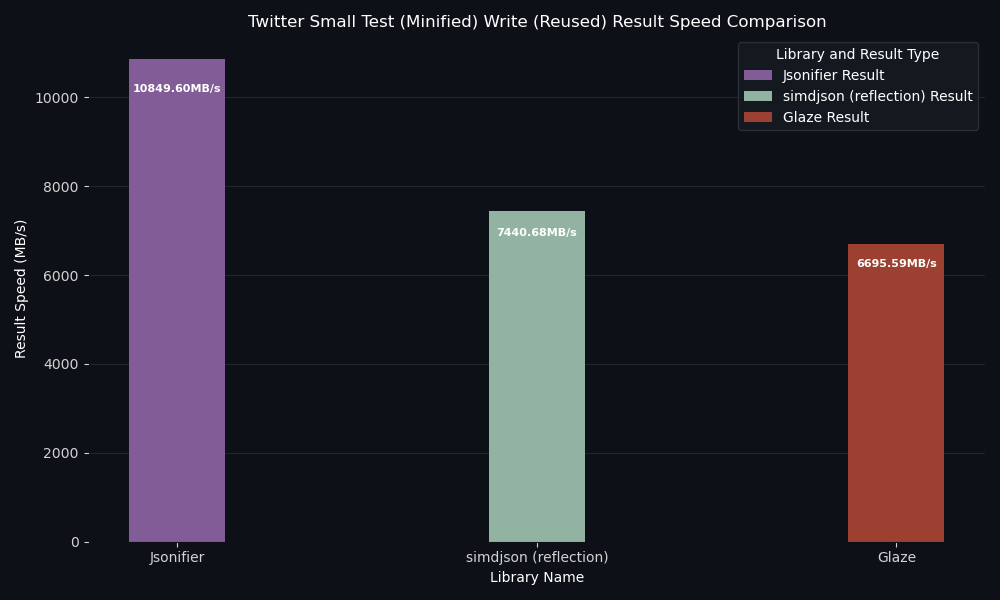 Twitter Small Test (Minified) Write (Reused) Result Speed Comparison
Library and Result Type
Jsonifier Result
simdjson (reflection) Result
Glaze Result
10849.60MB/s
7440.68MB/s
6695.59MB/s
Result Speed (MB/s)
10000
8000
6000
4000
2000
0
Jsonifier
simdjson (reflection)
Glaze
Library Name